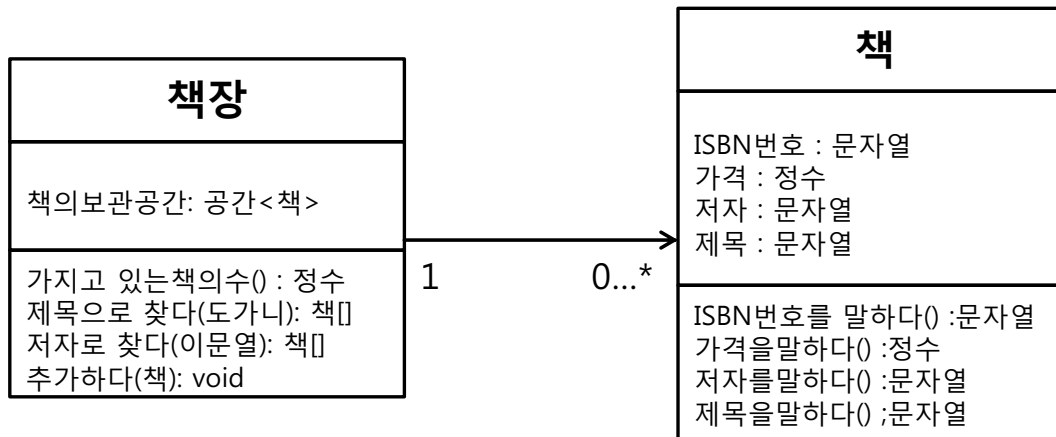 책장
책의보관공간: 공간<책>
가지고 있는책의수() : 정수
제목으로 찾다(도가니): 책[]
저자로 찾다(이문열): 책[]
추가하다(책): void
1
0...*
책
ISBN번호 : 문자열
가격 : 정수
저자 : 문자열
제목 : 문자열
ISBN번호를 말하다() :문자열
가격을말하다() :정수
저자를말하다() :문자열
제목을말하다() ;문자열